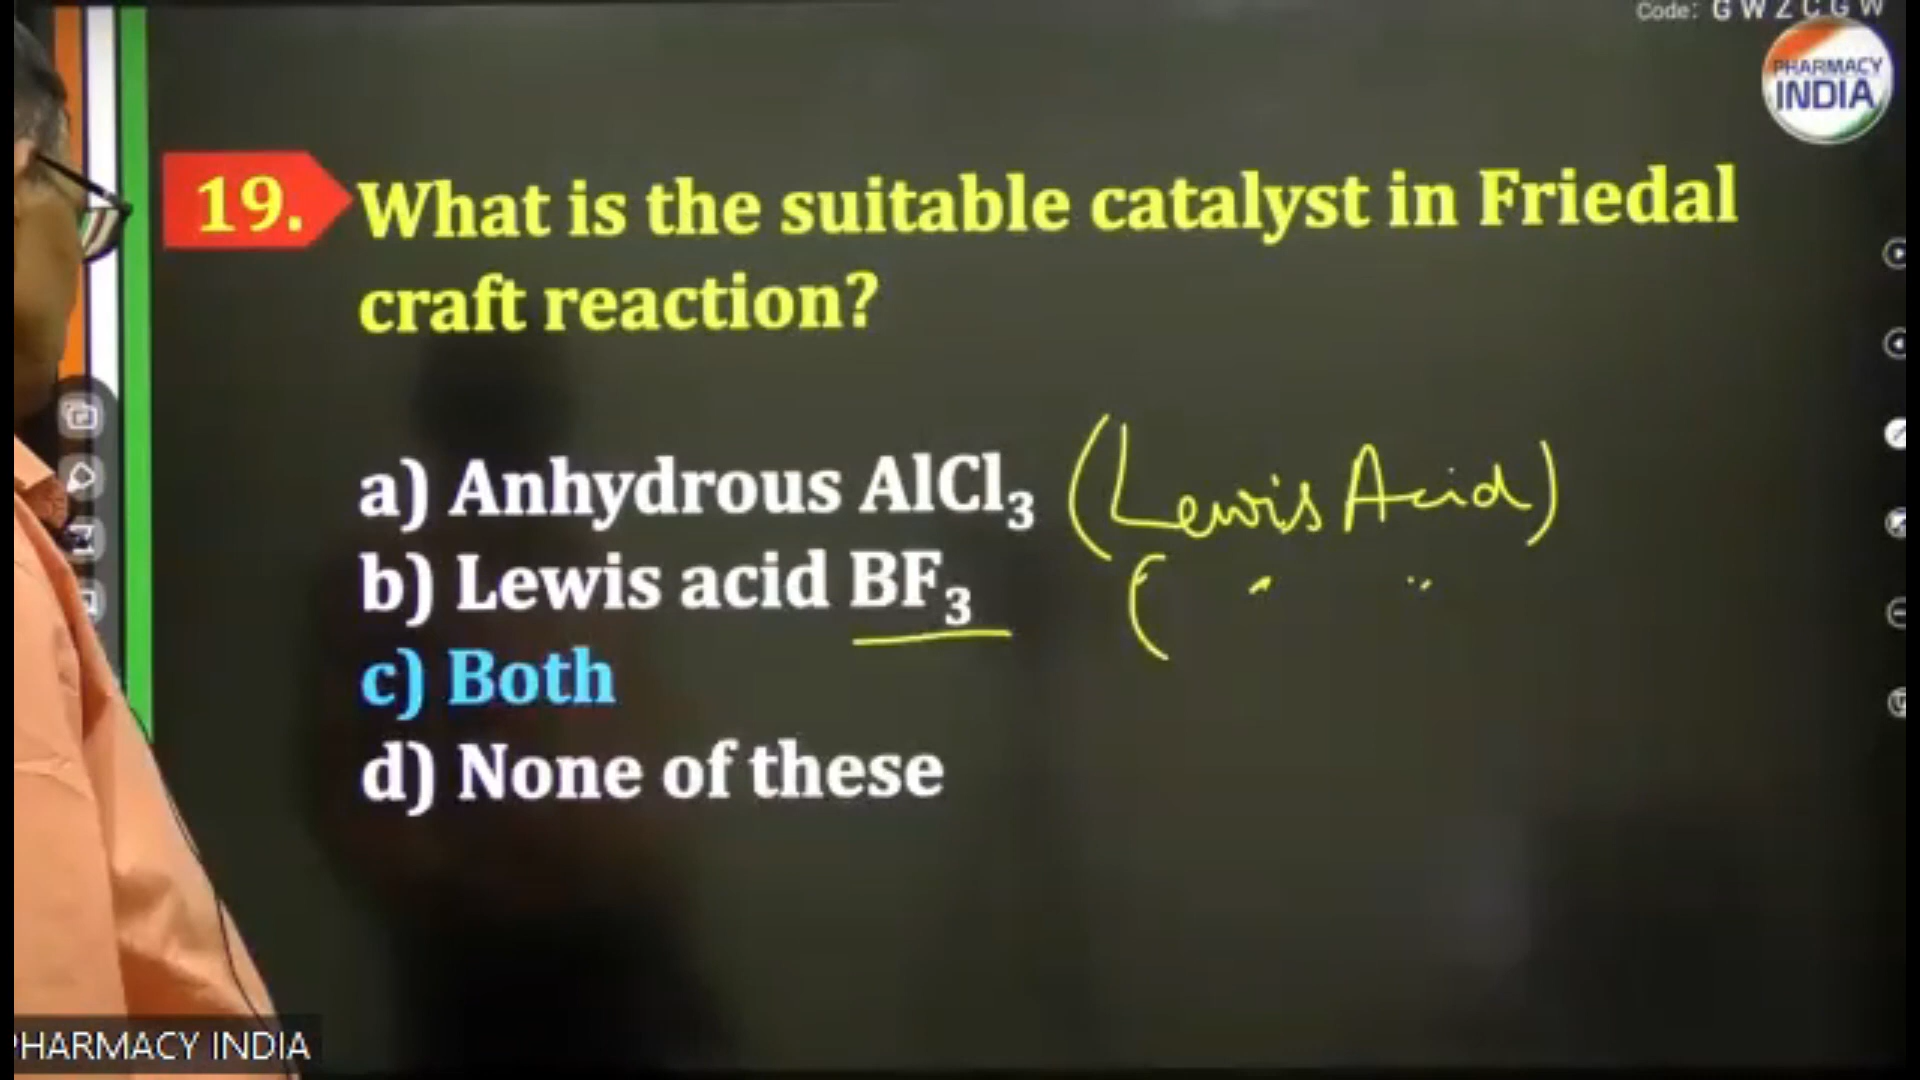 Code: G W Z C G W
PHARMACY
INDIA
19. What is the suitable catalyst in Friedal
craft reaction?
a) Anhydrous AlCl₃ (Lewis Acid)
b) Lewis acid BF₃ ( " "
c) Both
d) None of these
PHARMACY INDIA